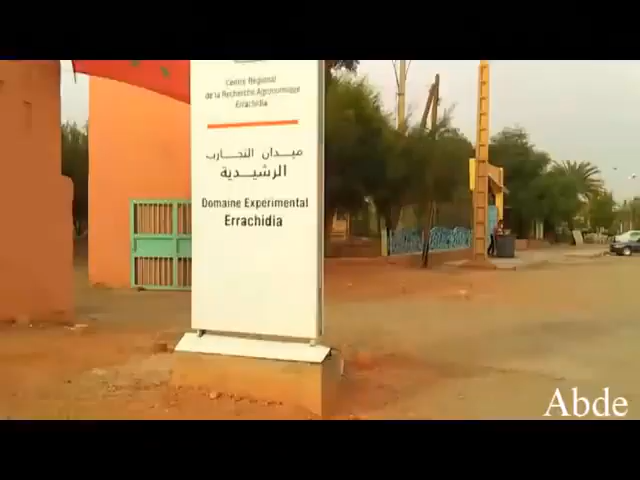 Centre Régional
de la Recherche Agronomique
Errachidia
ميدان التجارب
الرشيدية
Domaine Expérimental
Errachidia
Abde